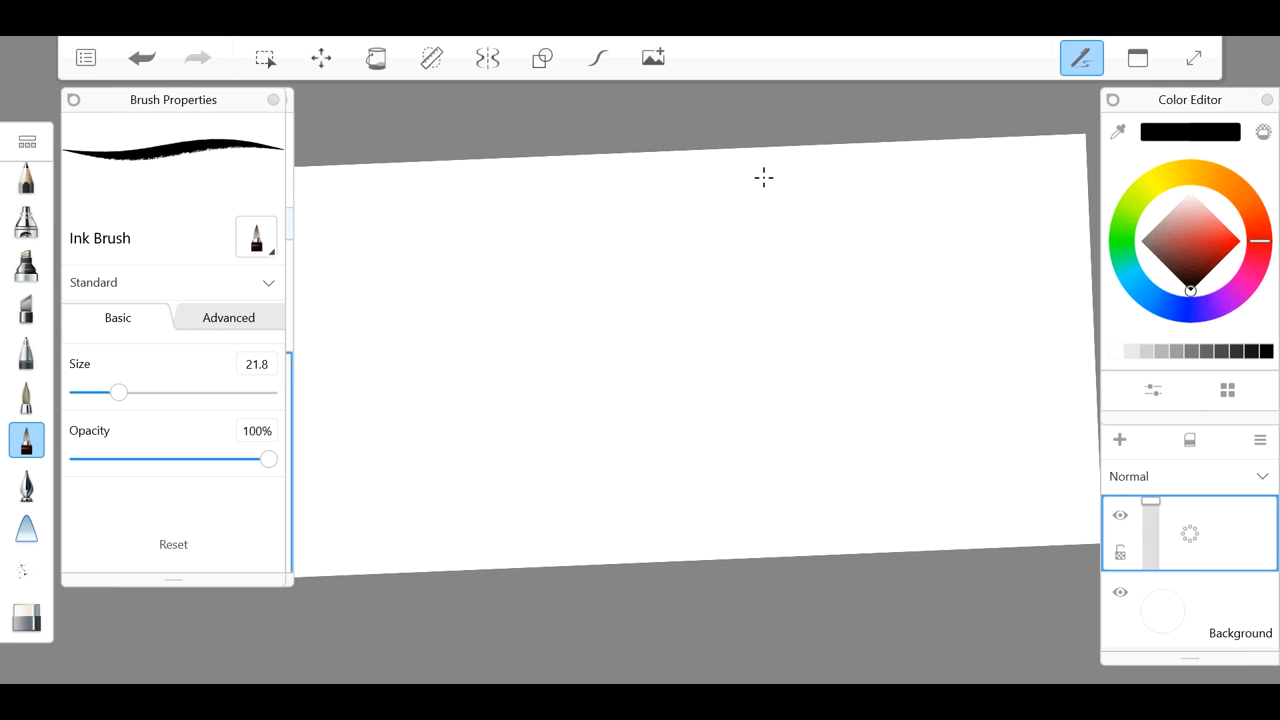 Brush Properties
Ink Brush
Standard
Basic
Advanced
Size
21.8
Opacity
100%
Reset
Color Editor
Normal
Background